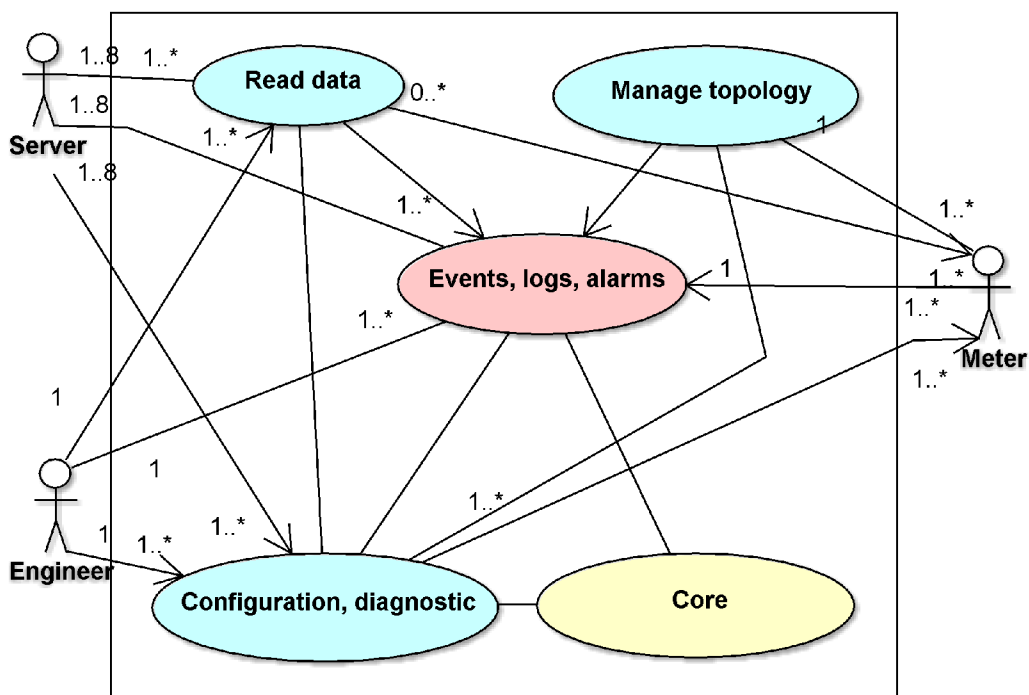 1..8
1..*
Read data
0..*
Manage topology
1..8
1..*
1
Server
1..8
1..*
1..*
Events, logs, alarms
1
1..*
1..*
1..*
Meter
1..*
1
1
1..*
1..*
1
1..*
Engineer
Configuration, diagnostic
Core